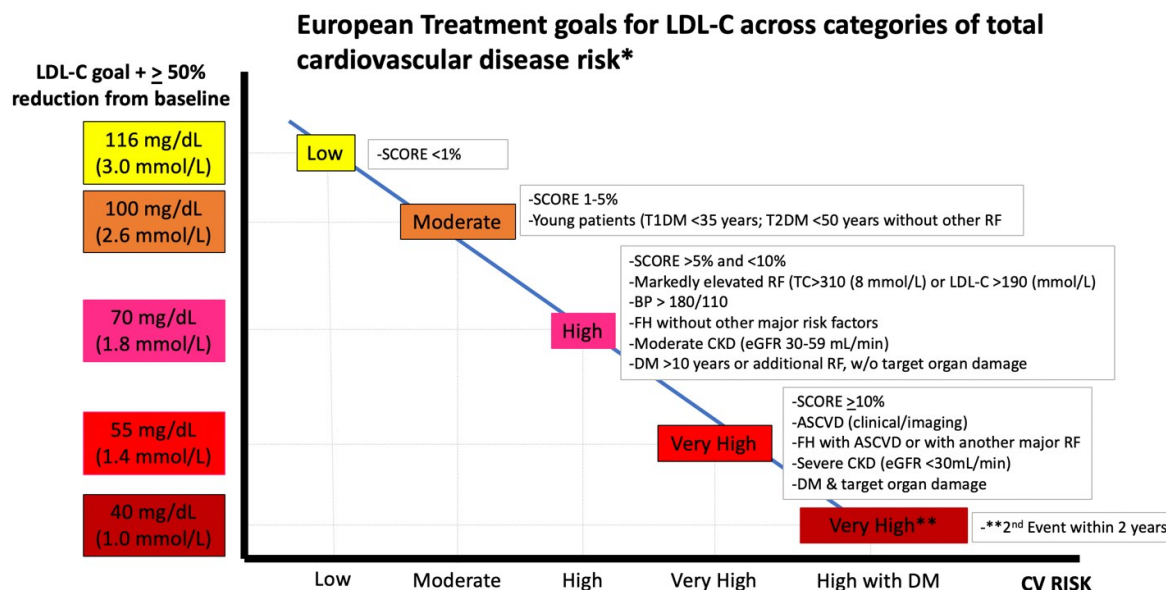 European Treatment goals for LDL-C across categories of total
cardiovascular disease risk*
LDL-C goal + ≥ 50%
reduction from baseline
116 mg/dL
(3.0 mmol/L)
Low
-SCORE <1%
100 mg/dL
(2.6 mmol/L)
Moderate
-SCORE 1-5%
-Young patients (T1DM <35 years; T2DM <50 years without other RF
70 mg/dL
(1.8 mmol/L)
High
-SCORE >5% and <10%
-Markedly elevated RF (TC>310 (8 mmol/L) or LDL-C >190 (mmol/L)
-BP > 180/110
-FH without other major risk factors
-Moderate CKD (eGFR 30-59 mL/min)
-DM >10 years or additional RF, w/o target organ damage
55 mg/dL
(1.4 mmol/L)
Very High
-SCORE ≥10%
-ASCVD (clinical/imaging)
-FH with ASCVD or with another major RF
-Severe CKD (eGFR <30mL/min)
-DM & target organ damage
40 mg/dL
(1.0 mmol/L)
Very High**
-**2nd Event within 2 years
Low
Moderate
High
Very High
High with DM
CV RISK